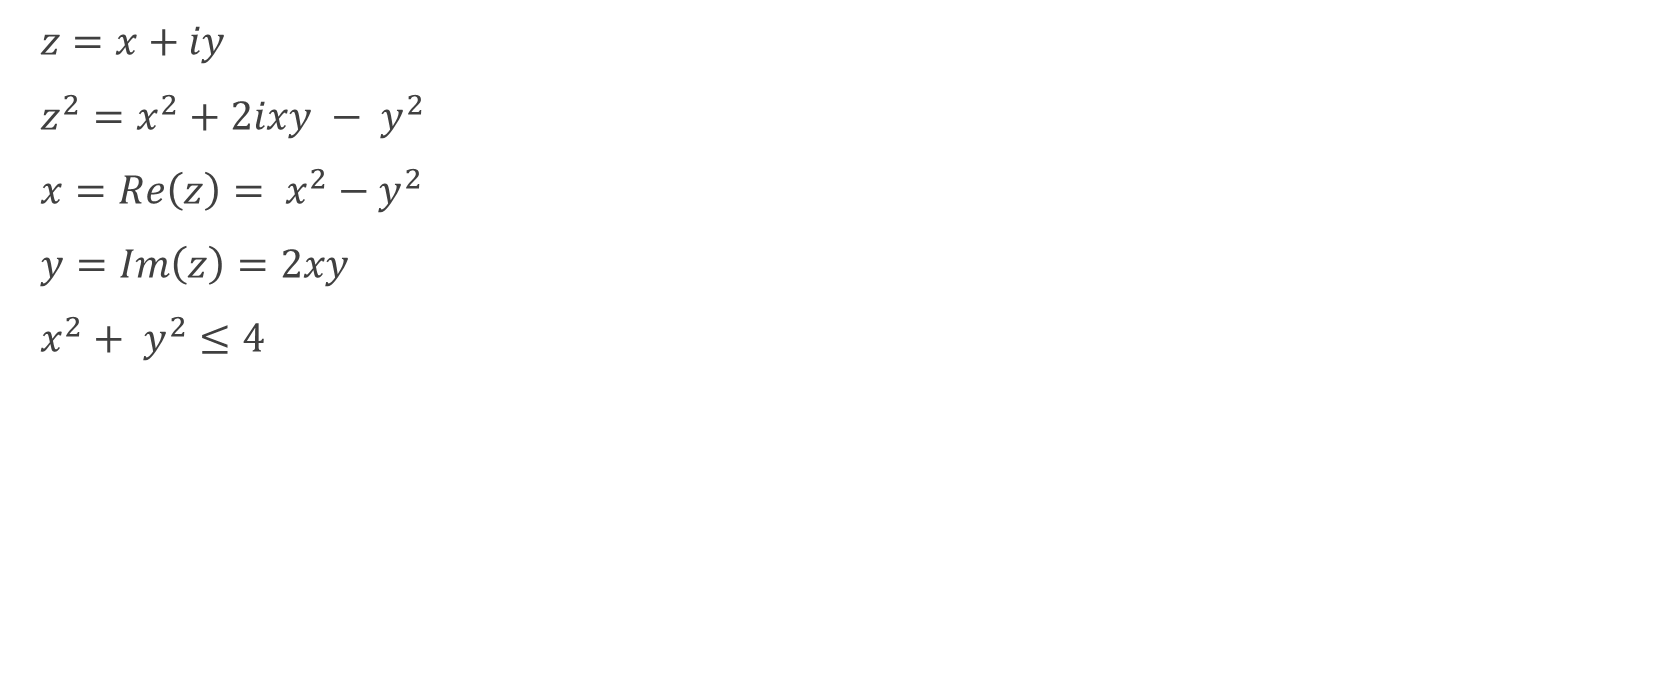 z = x + iy
z² = x² + 2ixy − y²
x = Re(z) = x² − y²
y = Im(z) = 2xy
x² + y² ≤ 4